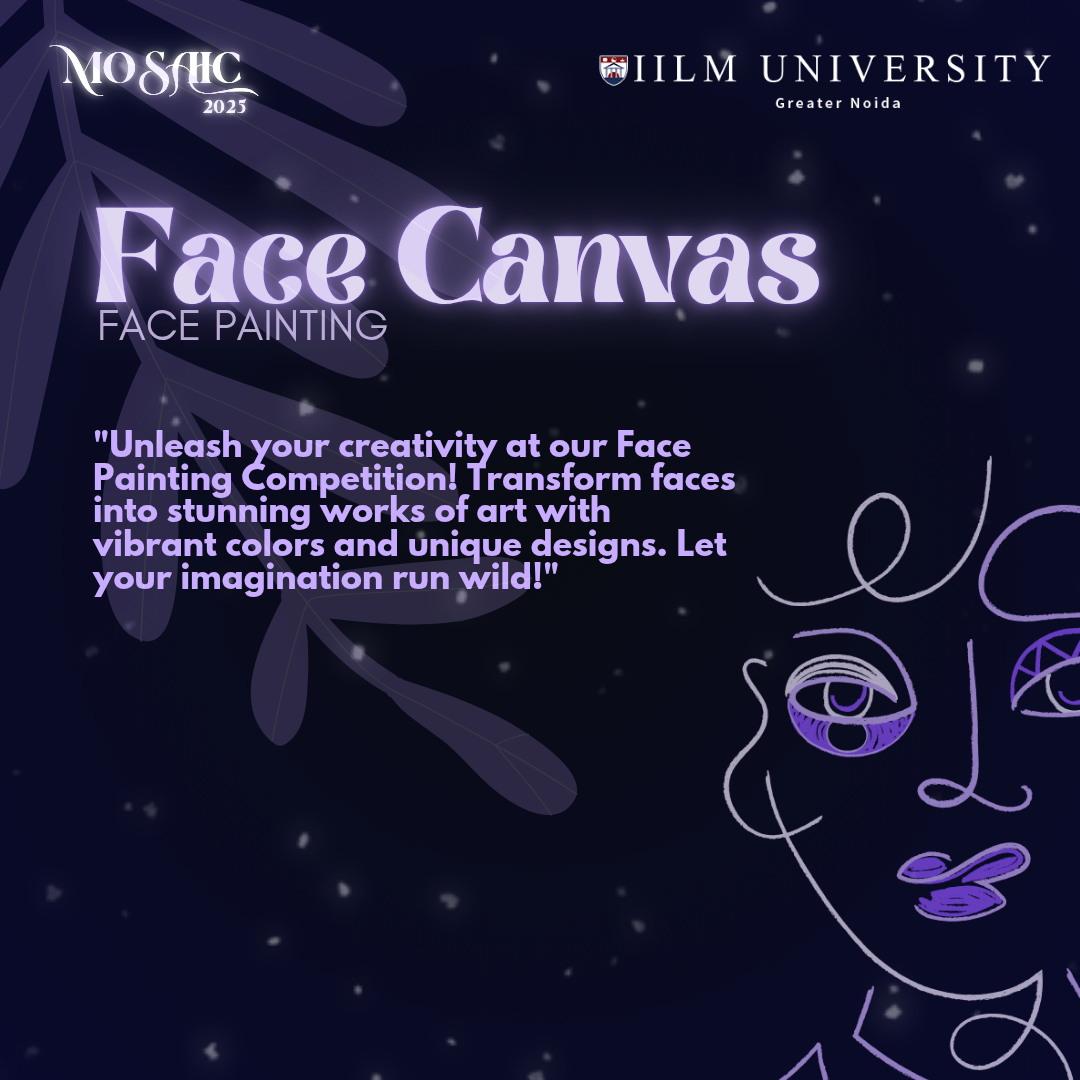 MOSAIC
2025
IILM UNIVERSITY
Greater Noida
Face Canvas
FACE PAINTING
"Unleash your creativity at our Face
Painting Competition! Transform faces
into stunning works of art with
vibrant colors and unique designs. Let
your imagination run wild!"